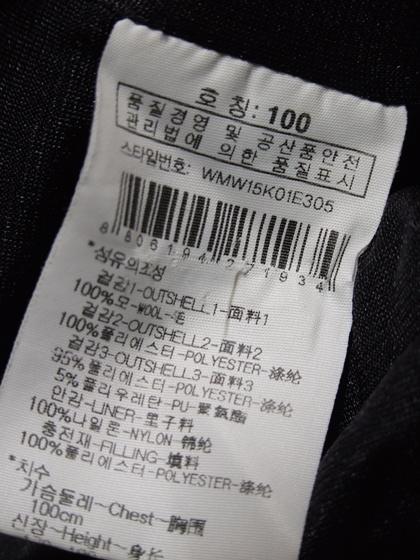 호 칭: 100
품질경영 및 공산품안전
관리법에 의한 품질표시
스타일번호: WMW15K01E305
*섬유의조성
겉감1-OUTSHELL1-面料1
100%모-WOOL-毛
겉감2-OUTSHELL2-面料2
100%폴리에스터-POLYESTER-涤纶
겉감3-OUTSHELL3-面料3
95%폴리에스터-POLYESTER-涤纶
5%폴리우레탄-PU-聚氨酯
안감-LINER-里子料
100%나일론-NYLON-锦纶
충전재-FILLING-填料
100%폴리에스터-POLYESTER-涤纶
*치수
가슴둘레~Chest~胸围
100cm
신장~Height~身长